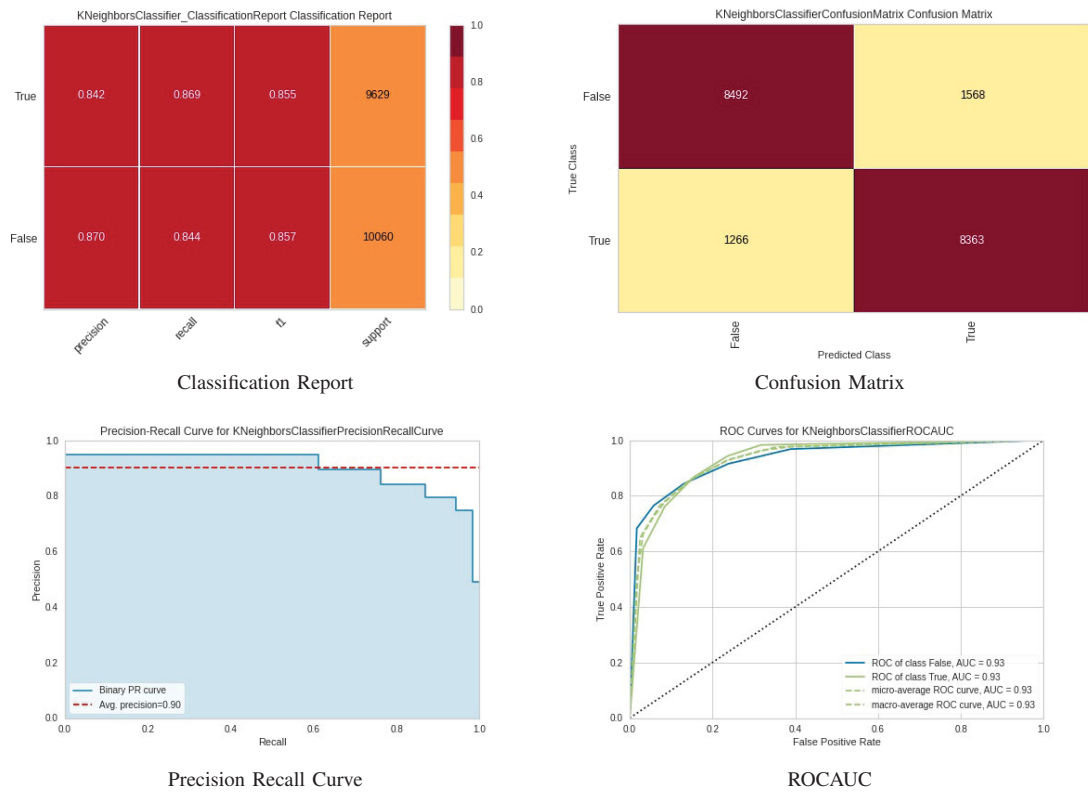 KNeighborsClassifier_ClassificationReport Classification Report
True
0.842
0.869
0.855
9629
False
0.870
0.844
0.857
10060
precision
recall
f1
support
1.0
0.8
0.6
0.4
0.2
0.0
Classification Report
KNeighborsClassifierConfusionMatrix Confusion Matrix
True Class
False
8492
1568
True
1266
8363
False
True
Predicted Class
Confusion Matrix
Precision-Recall Curve for KNeighborsClassifierPrecisionRecallCurve
Precision
1.0
0.8
0.6
0.4
0.2
0.0
Binary PR curve
Avg. precision=0.90
0.0
0.2
0.4
0.6
0.8
1.0
Recall
Precision Recall Curve
ROC Curves for KNeighborsClassifierROCAUC
True Positive Rate
1.0
0.8
0.6
0.4
0.2
0.0
ROC of class False, AUC = 0.93
ROC of class True, AUC = 0.93
micro-average ROC curve, AUC = 0.93
macro-average ROC curve, AUC = 0.93
0.0
0.2
0.4
0.6
0.8
1.0
False Positive Rate
ROCAUC